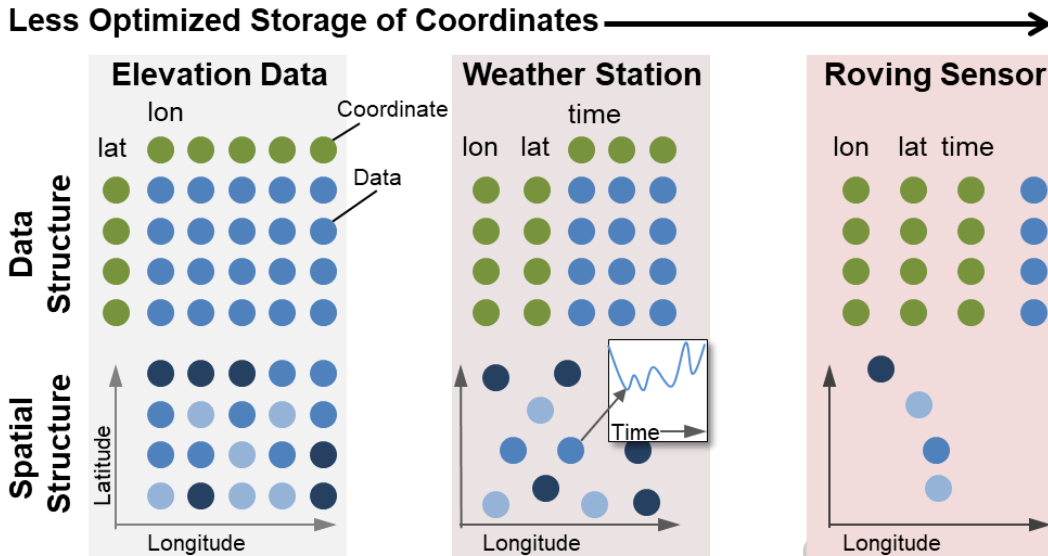 Less Optimized Storage of Coordinates
Elevation Data
Weather Station
Roving Sensor
lon
Coordinate
lat
Data
time
lon lat
lon lat time
Data
Structure
Spatial
Structure
Latitude
Longitude
Time
Longitude
Longitude